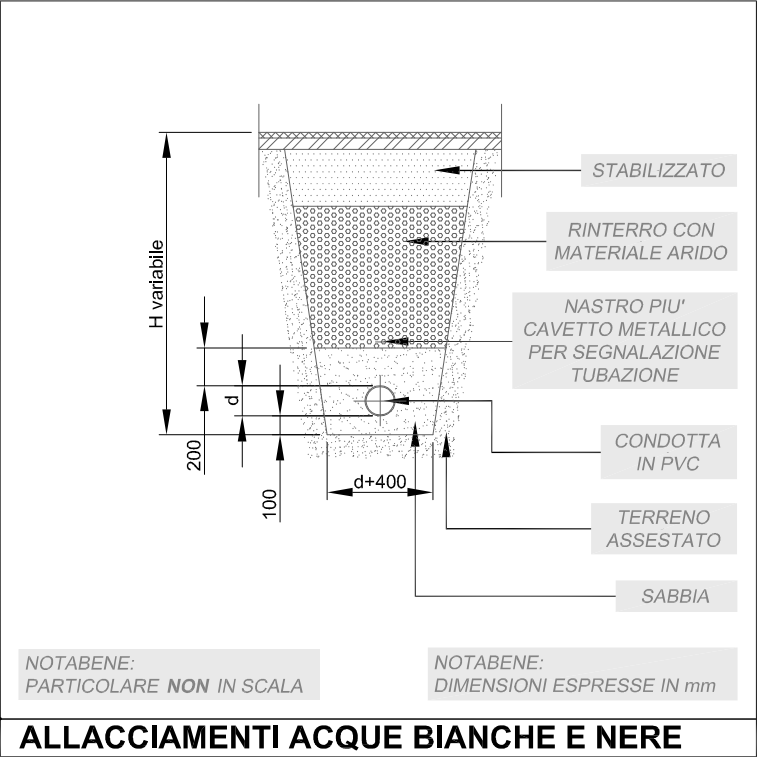 STABILIZZATO
RINTERRO CON
MATERIALE ARIDO
NASTRO PIU'
CAVETTO METALLICO
PER SEGNALAZIONE
TUBAZIONE
CONDOTTA
IN PVC
TERRENO
ASSESTATO
SABBIA
H variabile
200
d
100
d+400
NOTABENE:
PARTICOLARE NON IN SCALA
NOTABENE:
DIMENSIONI ESPRESSE IN mm
ALLACCIAMENTI ACQUE BIANCHE E NERE